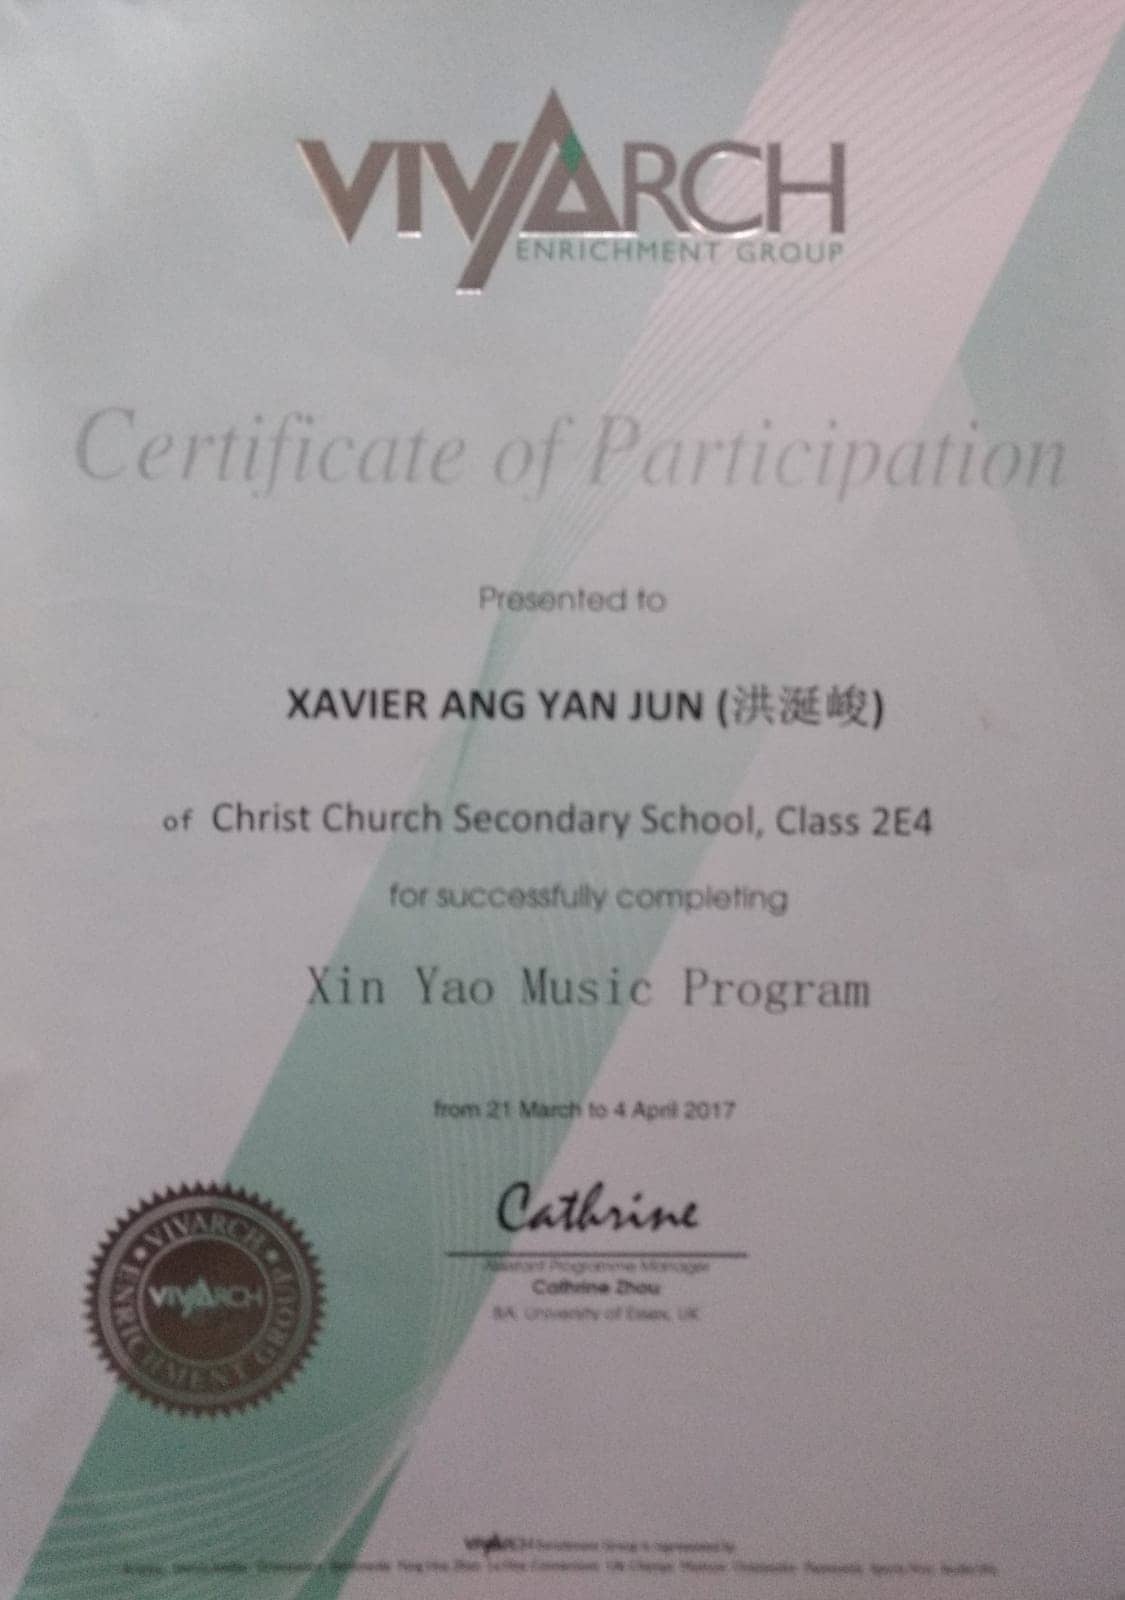 VIVARCH
ENRICHMENT GROUP
Certificate of Participation
Presented to
XAVIER ANG YAN JUN (洪涎峻)
of Christ Church Secondary School, Class 2E4
for successfully completing
Xin Yao Music Program
from 21 March to 4 April 2017
Cathrine
Assistant Programme Manager
Cathrine Zhou
BA, University of Essex, UK
VIVARCH ENRICHMENT GROUP
VIVARCH
VIVARCH Enrichment Group is represented by